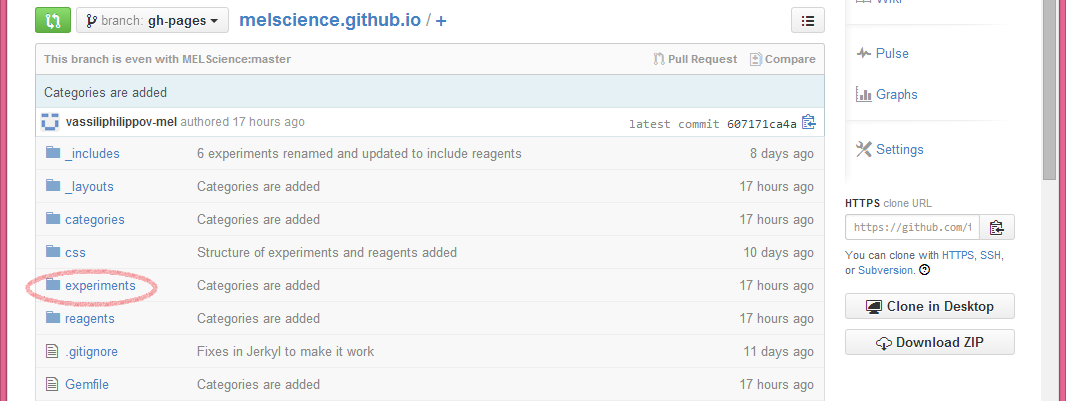 Wiki
branch: gh-pages
melscience.github.io / +
This branch is even with MELScience:master
Pull Request
Compare
Categories are added
vassiliphilippov-mel authored 17 hours ago
latest commit 607171ca4a
_includes 6 experiments renamed and updated to include reagents 8 days ago
_layouts Categories are added 17 hours ago
categories Categories are added 17 hours ago
css Structure of experiments and reagents added 10 days ago
experiments Categories are added 17 hours ago
reagents Categories are added 17 hours ago
.gitignore Fixes in Jerkyl to make it work 11 days ago
Gemfile Categories are added 17 hours ago
Pulse
Graphs
Settings
HTTPS clone URL
https://github.com/t
You can clone with HTTPS, SSH,
or Subversion.
Clone in Desktop
Download ZIP